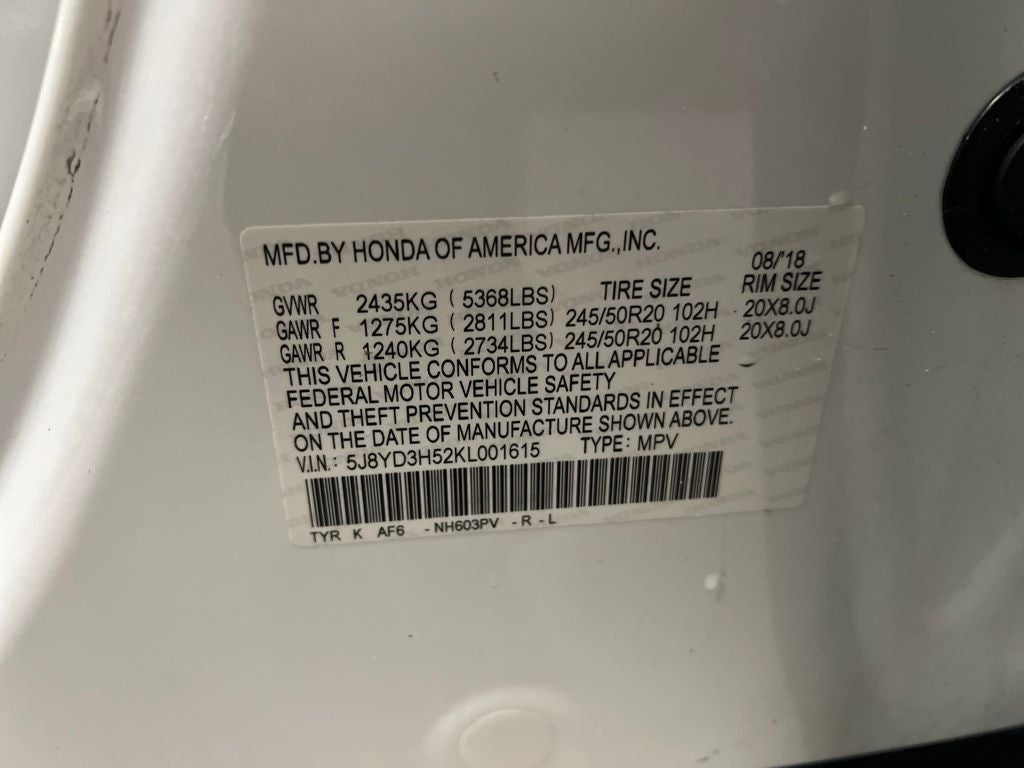 MFD.BY HONDA OF AMERICA MFG.,INC.
08/'18
GVWR 2435KG ( 5368LBS) TIRE SIZE RIM SIZE
GAWR F 1275KG ( 2811LBS) 245/50R20 102H 20X8.0J
GAWR R 1240KG ( 2734LBS) 245/50R20 102H 20X8.0J
THIS VEHICLE CONFORMS TO ALL APPLICABLE
FEDERAL MOTOR VEHICLE SAFETY
AND THEFT PREVENTION STANDARDS IN EFFECT
ON THE DATE OF MANUFACTURE SHOWN ABOVE.
V.I.N.: 5J8YD3H52KL001615 TYPE: MPV
TYR K AF6 -NH603PV -R-L